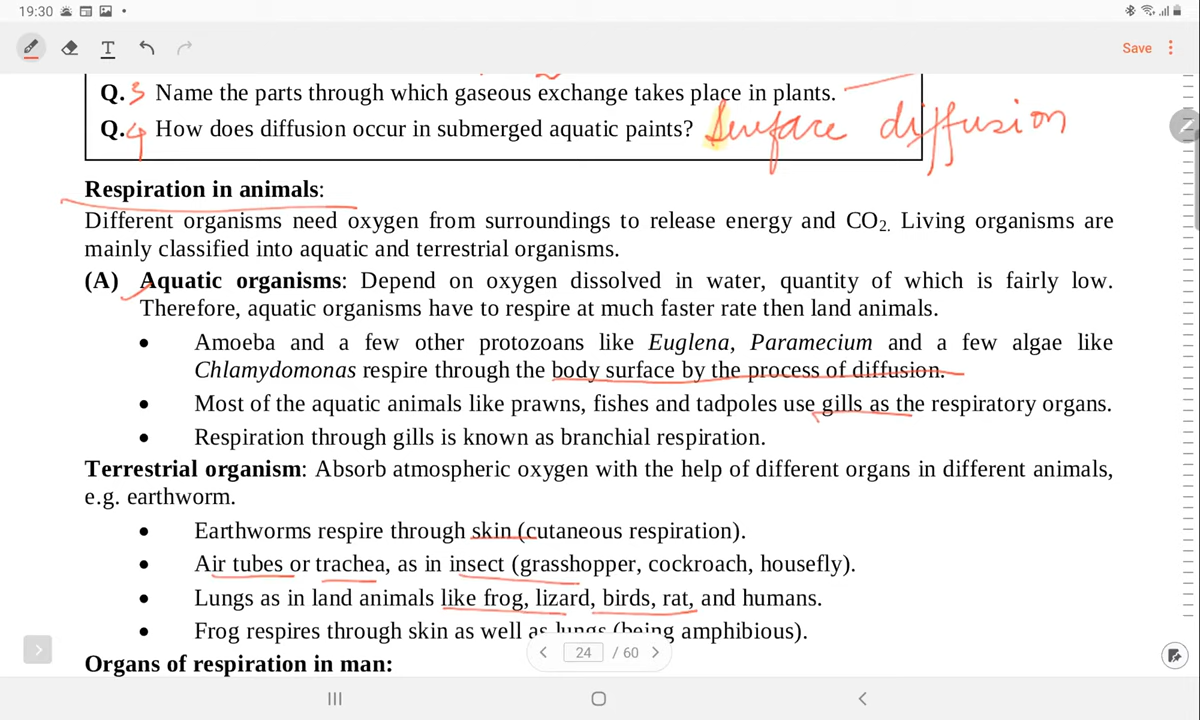 19:30
T
Save
Q.3 Name the parts through which gaseous exchange takes place in plants.
Q.4 How does diffusion occur in submerged aquatic paints? Surface diffusion
Respiration in animals:
Different organisms need oxygen from surroundings to release energy and CO₂. Living organisms are
mainly classified into aquatic and terrestrial organisms.
(A) Aquatic organisms: Depend on oxygen dissolved in water, quantity of which is fairly low.
Therefore, aquatic organisms have to respire at much faster rate then land animals.
• Amoeba and a few other protozoans like Euglena, Paramecium and a few algae like
Chlamydomonas respire through the body surface by the process of diffusion.
• Most of the aquatic animals like prawns, fishes and tadpoles use gills as the respiratory organs.
• Respiration through gills is known as branchial respiration.
Terrestrial organism: Absorb atmospheric oxygen with the help of different organs in different animals,
e.g. earthworm.
• Earthworms respire through skin (cutaneous respiration).
• Air tubes or trachea, as in insect (grasshopper, cockroach, housefly).
• Lungs as in land animals like frog, lizard, birds, rat, and humans.
• Frog respires through skin as well as lungs (being amphibious).
24 / 60
Organs of respiration in man: